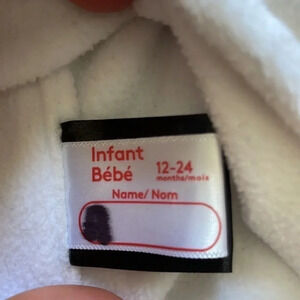 Infant
Bébé
12-24
months/mois
Name/ Nom